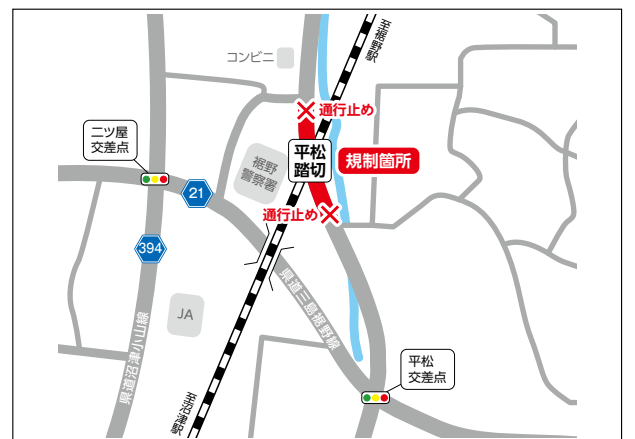 至裾野駅
コンビニ
通行止め
二ツ屋
交差点
平松
踏切
規制箇所
裾野
警察署
21
通行止め
394
県道三島裾野線
JA
県道沼津小山線
平松
交差点
至沼津駅